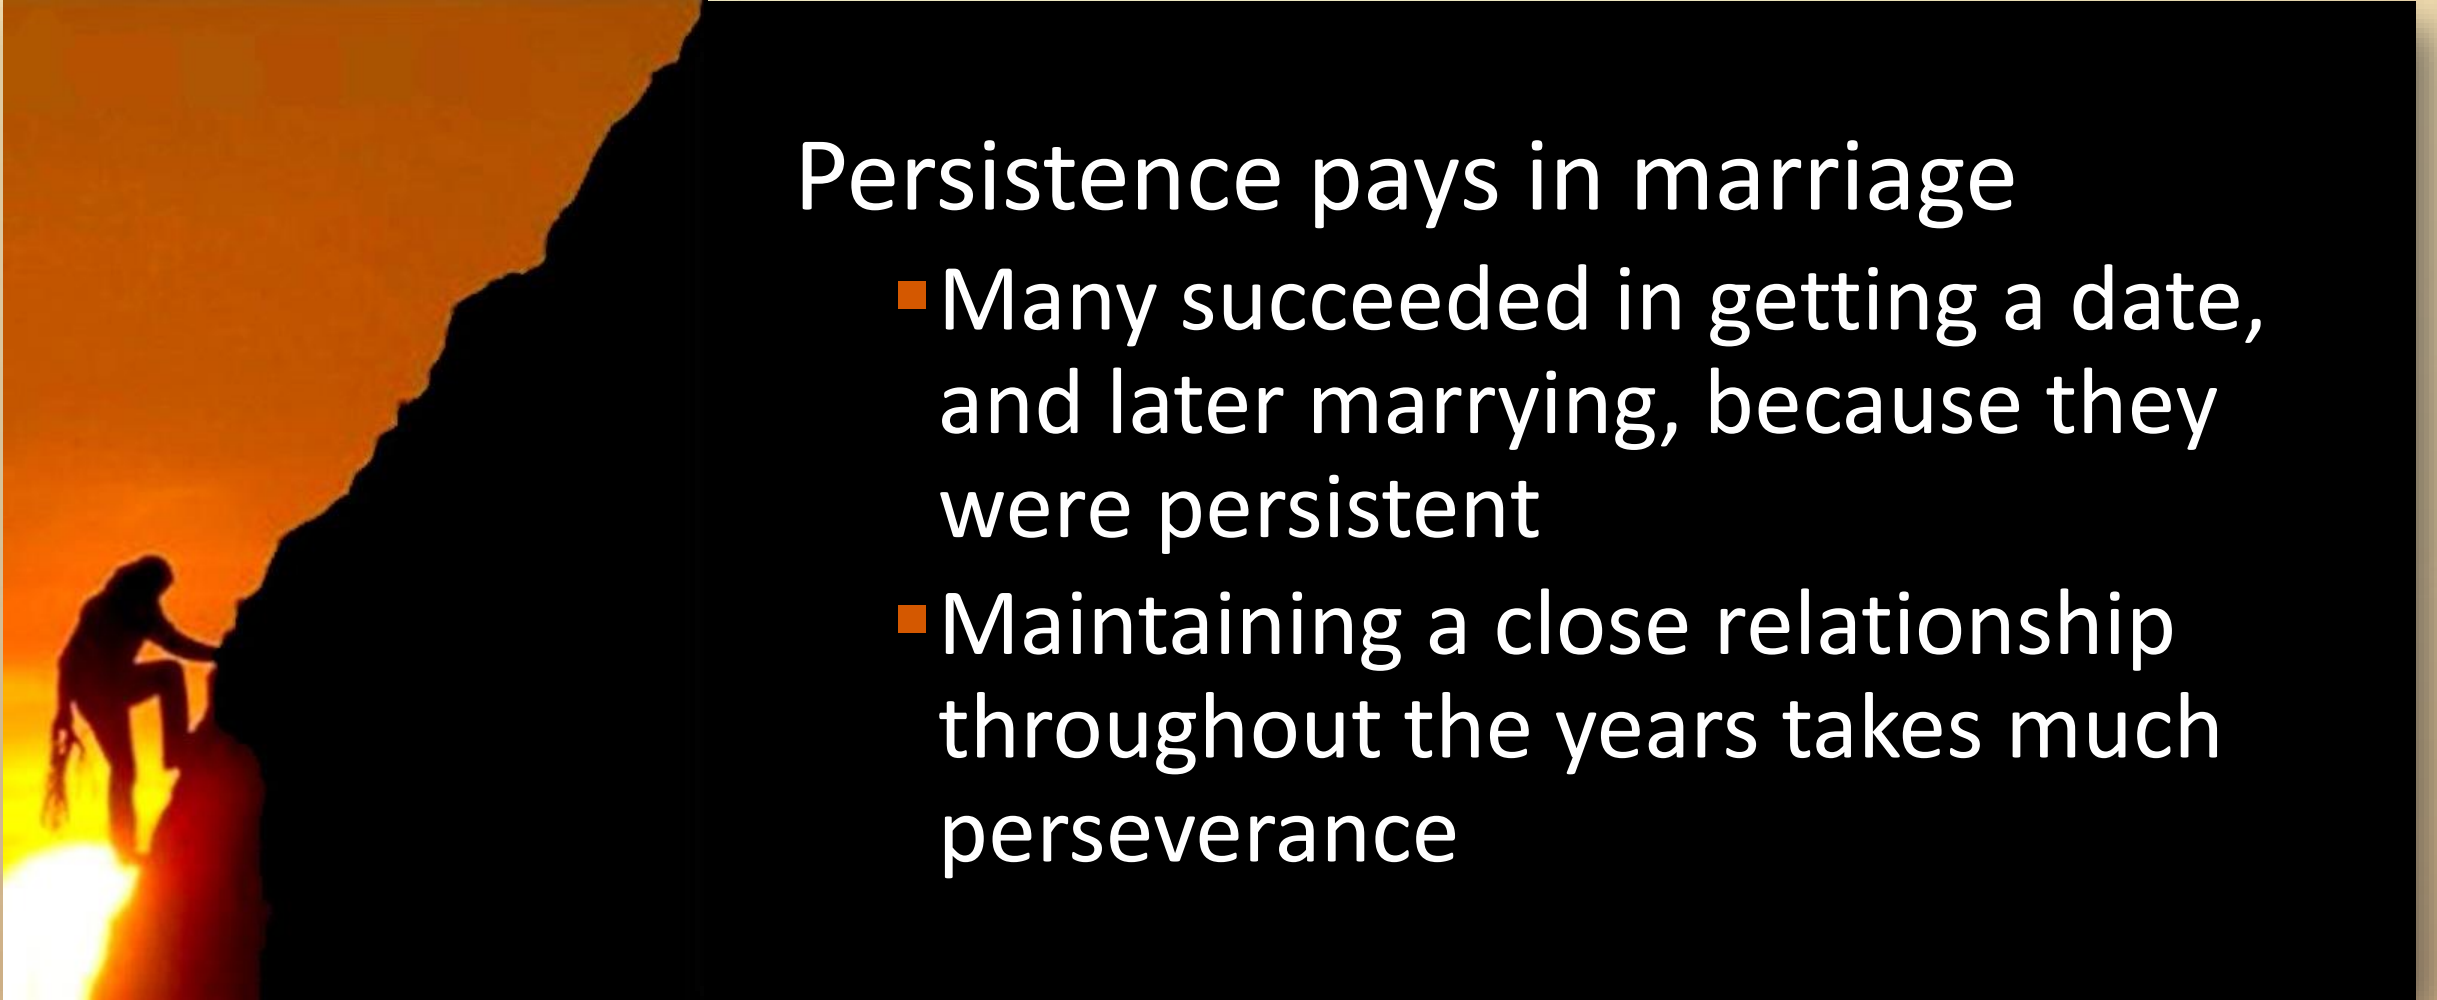 Persistence pays in marriage
Many succeeded in getting a date,
and later marrying, because they
were persistent
Maintaining a close relationship
throughout the years takes much
perseverance